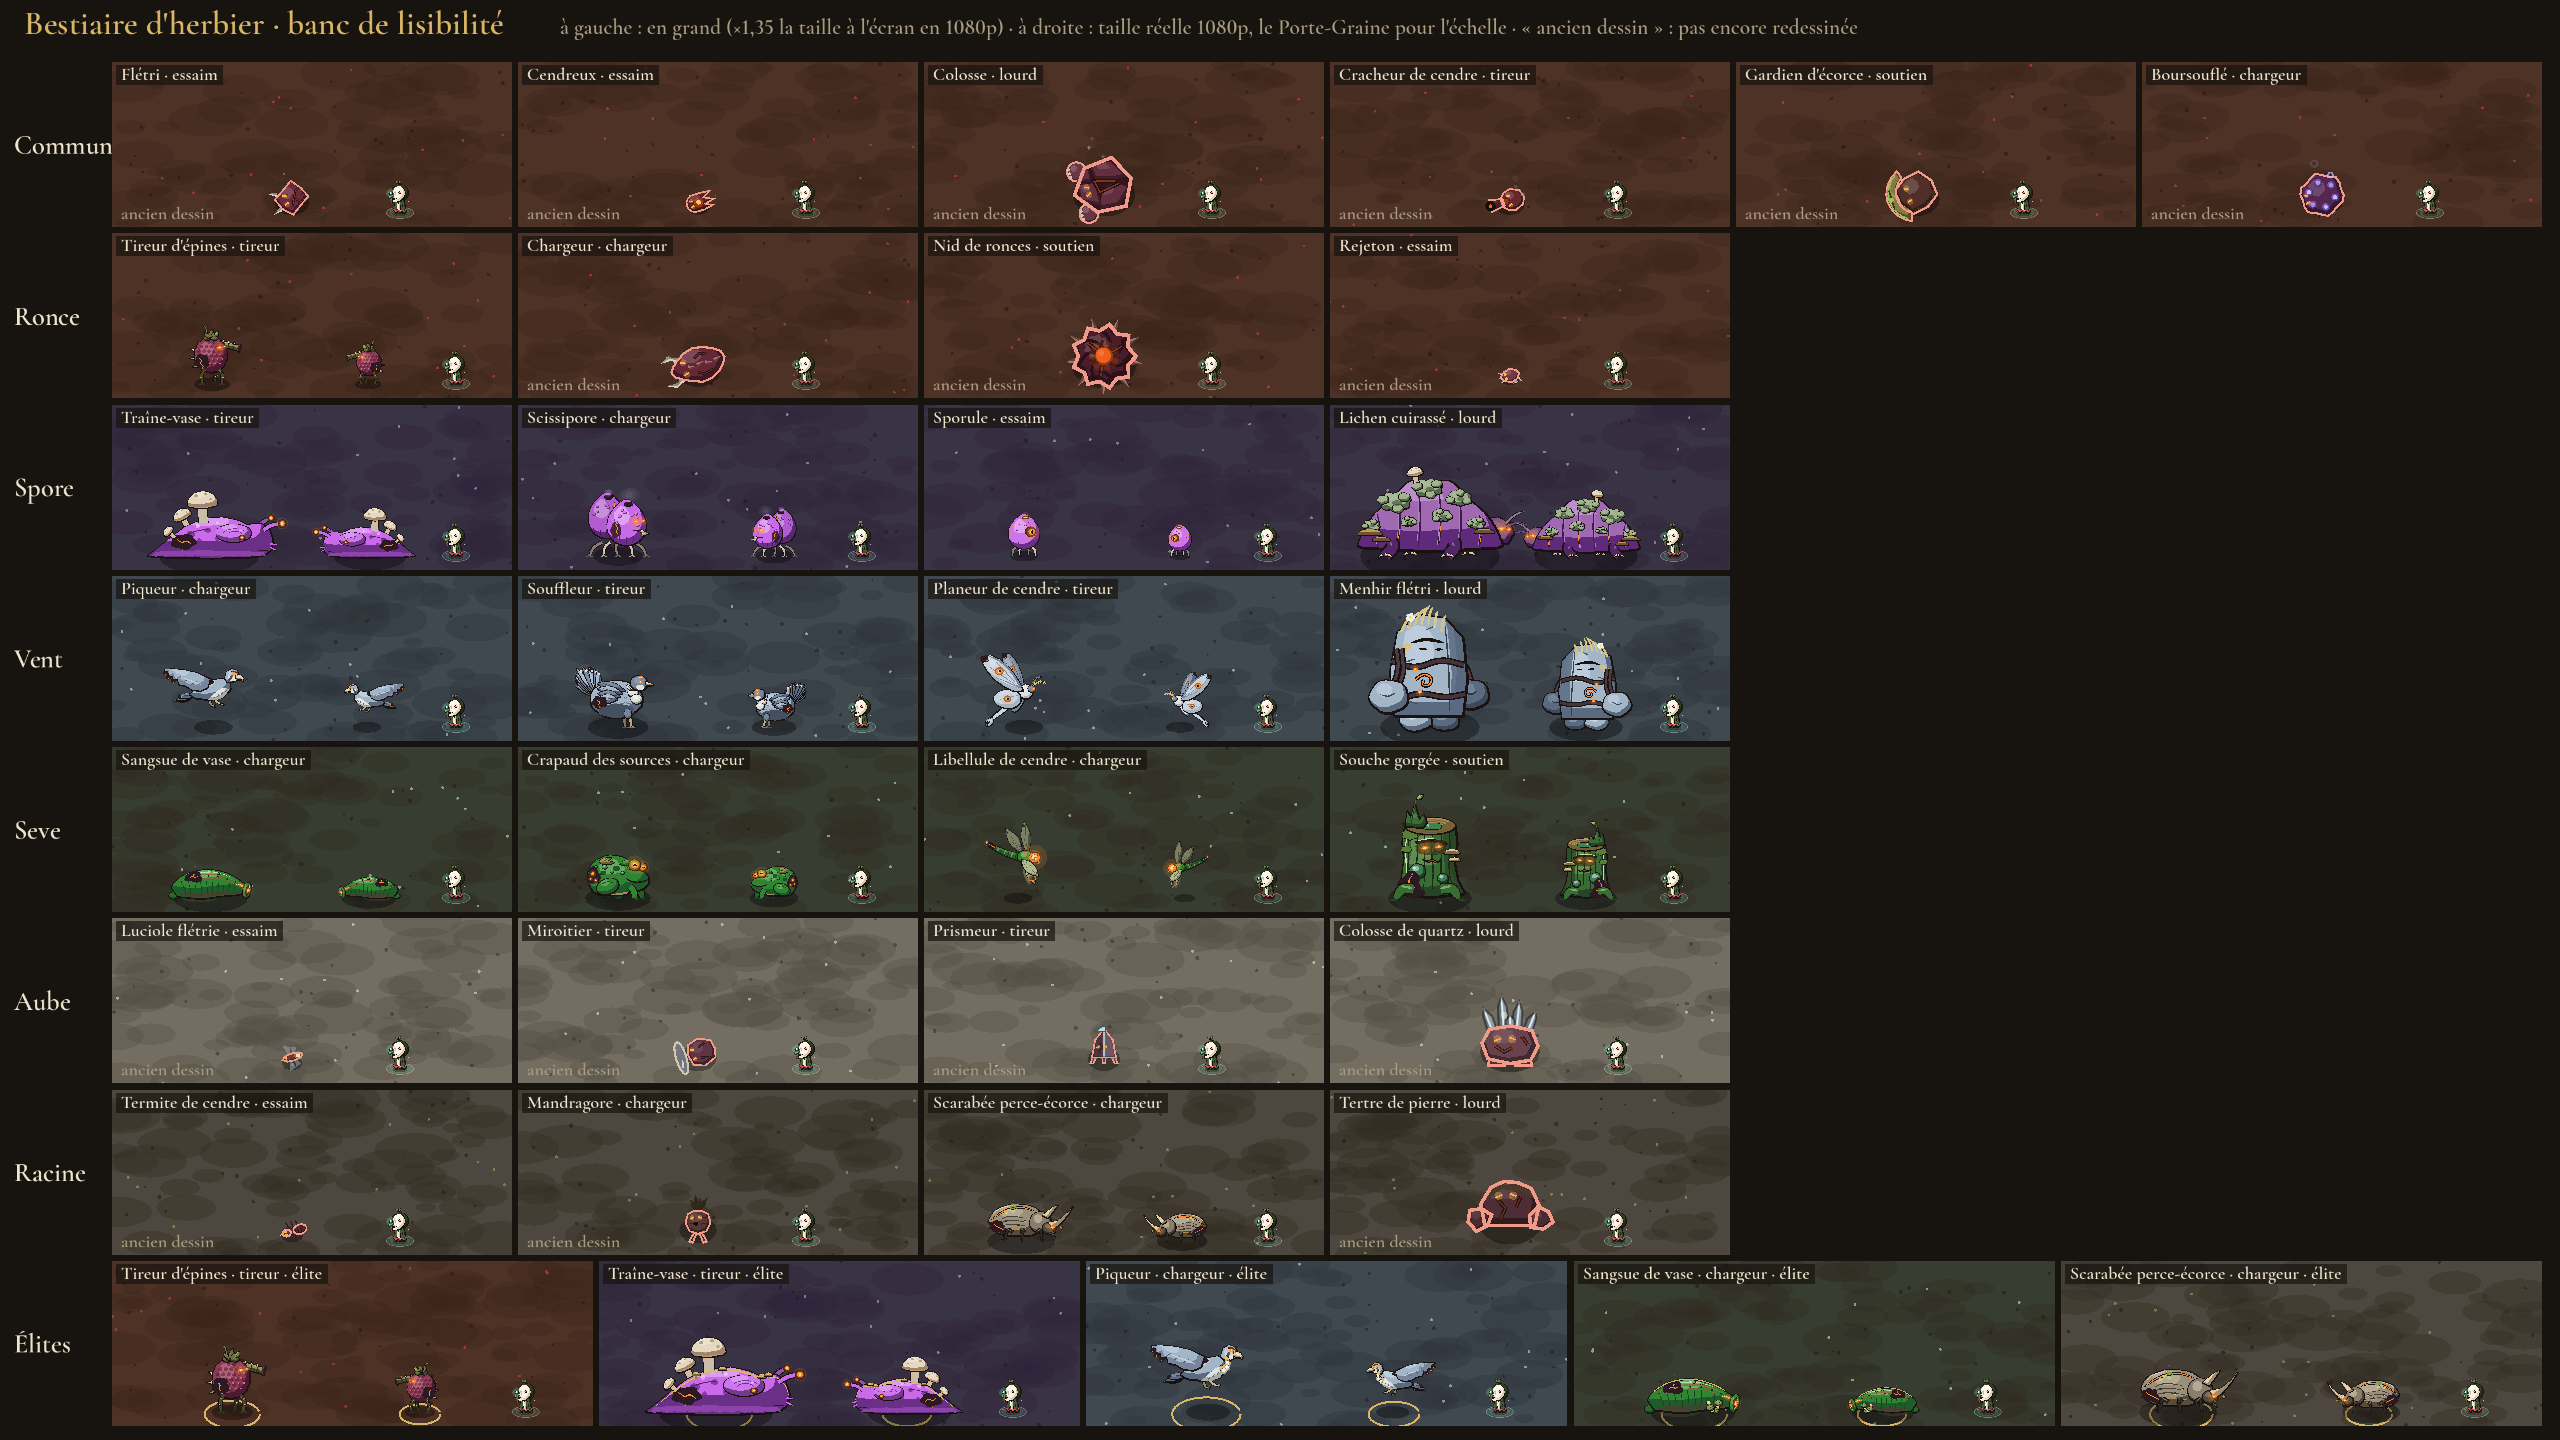 Bestiaire d'herbier · banc de lisibilité
à gauche : en grand (×1,35 la taille à l'écran en 1080p) · à droite : taille réelle 1080p, le Porte-Graine pour l'échelle · « ancien dessin » : pas encore redessinée
Commun
Flétri · essaim
ancien dessin
Cendreux · essaim
Colosse · lourd
ancien dessin
Cracheur de cendre · tireur
ancien dessin
Gardien d'écorce · soutien
ancien dessin
Boursouflé · chargeur
ancien dessin
Ronce
Tireur d'épines · tireur
Chargeur · chargeur
ancien dessin
Nid de ronces · soutien
ancien dessin
Rejeton · essaim
ancien dessin
Spore
Traîne-vase · tireur
Scissipore · chargeur
Sporule · essaim
Lichen cuirassé · lourd
Vent
Piqueur · chargeur
Souffleur · tireur
Planeur de cendre · tireur
Menhir flétri · lourd
Seve
Sangsue de vase · chargeur
Crapaud des sources · chargeur
Libellule de cendre · chargeur
Souche gorgée · soutien
Aube
Luciole flétrie · essaim
ancien dessin
Miroitier · tireur
ancien dessin
Prismeur · tireur
ancien dessin
Colosse de quartz · lourd
ancien dessin
Racine
Termite de cendre · essaim
ancien dessin
Mandragore · chargeur
ancien dessin
Scarabée perce-écorce · chargeur
Tertre de pierre · lourd
ancien dessin
Élites
Tireur d'épines · tireur · élite
Traîne-vase · tireur · élite
Piqueur · chargeur · élite
Sangsue de vase · chargeur · élite
Scarabée perce-écorce · chargeur · élite